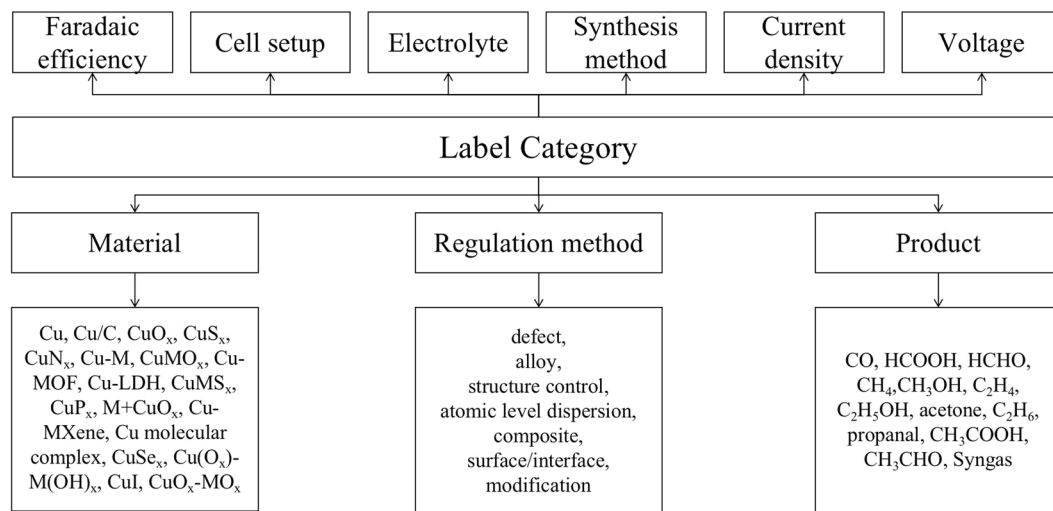 Faradaic
efficiency
Cell setup
Electrolyte
Synthesis
method
Current
density
Voltage
Label Category
Material
Regulation method
Product
Cu, Cu/C, CuOₓ, CuSₓ,
CuNₓ, Cu-M, CuMOₓ, Cu-
MOF, Cu-LDH, CuMSₓ,
CuPₓ, M+CuOₓ, Cu-
MXene, Cu molecular
complex, CuSeₓ, Cu(Oₓ)-
M(OH)ₓ, CuI, CuOₓ-MOₓ
defect,
alloy,
structure control,
atomic level dispersion,
composite,
surface/interface,
modification
CO, HCOOH, HCHO,
CH₄,CH₃OH, C₂H₄,
C₂H₅OH, acetone, C₂H₆,
propanal, CH₃COOH,
CH₃CHO, Syngas